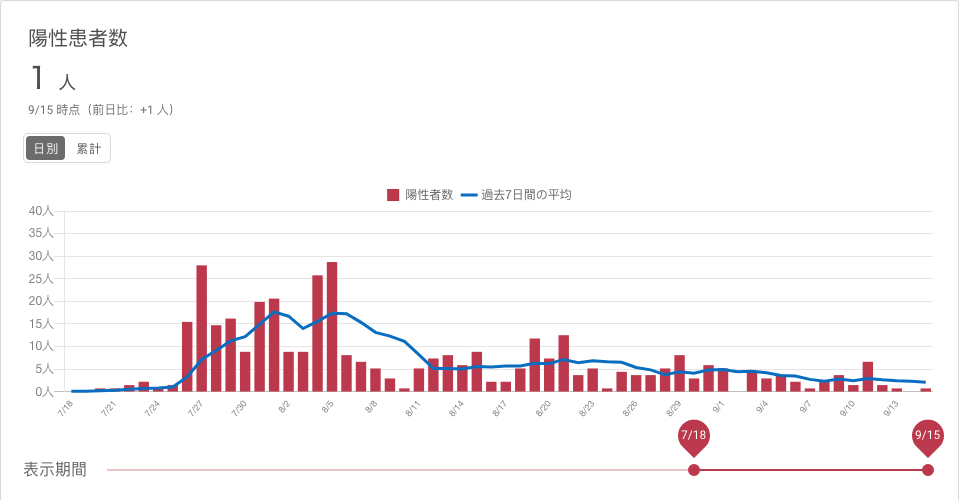 陽性患者数
1 人
9/15 時点（前日比：+1 人）
日別 累計
陽性者数 過去7日間の平均
40人
35人
30人
25人
20人
15人
10人
5人
0人
7/18 7/21 7/24 7/27 7/30 8/2 8/5 8/8 8/11 8/14 8/17 8/20 8/23 8/26 8/29 9/1 9/4 9/7 9/10 9/13
7/18 9/15
表示期間